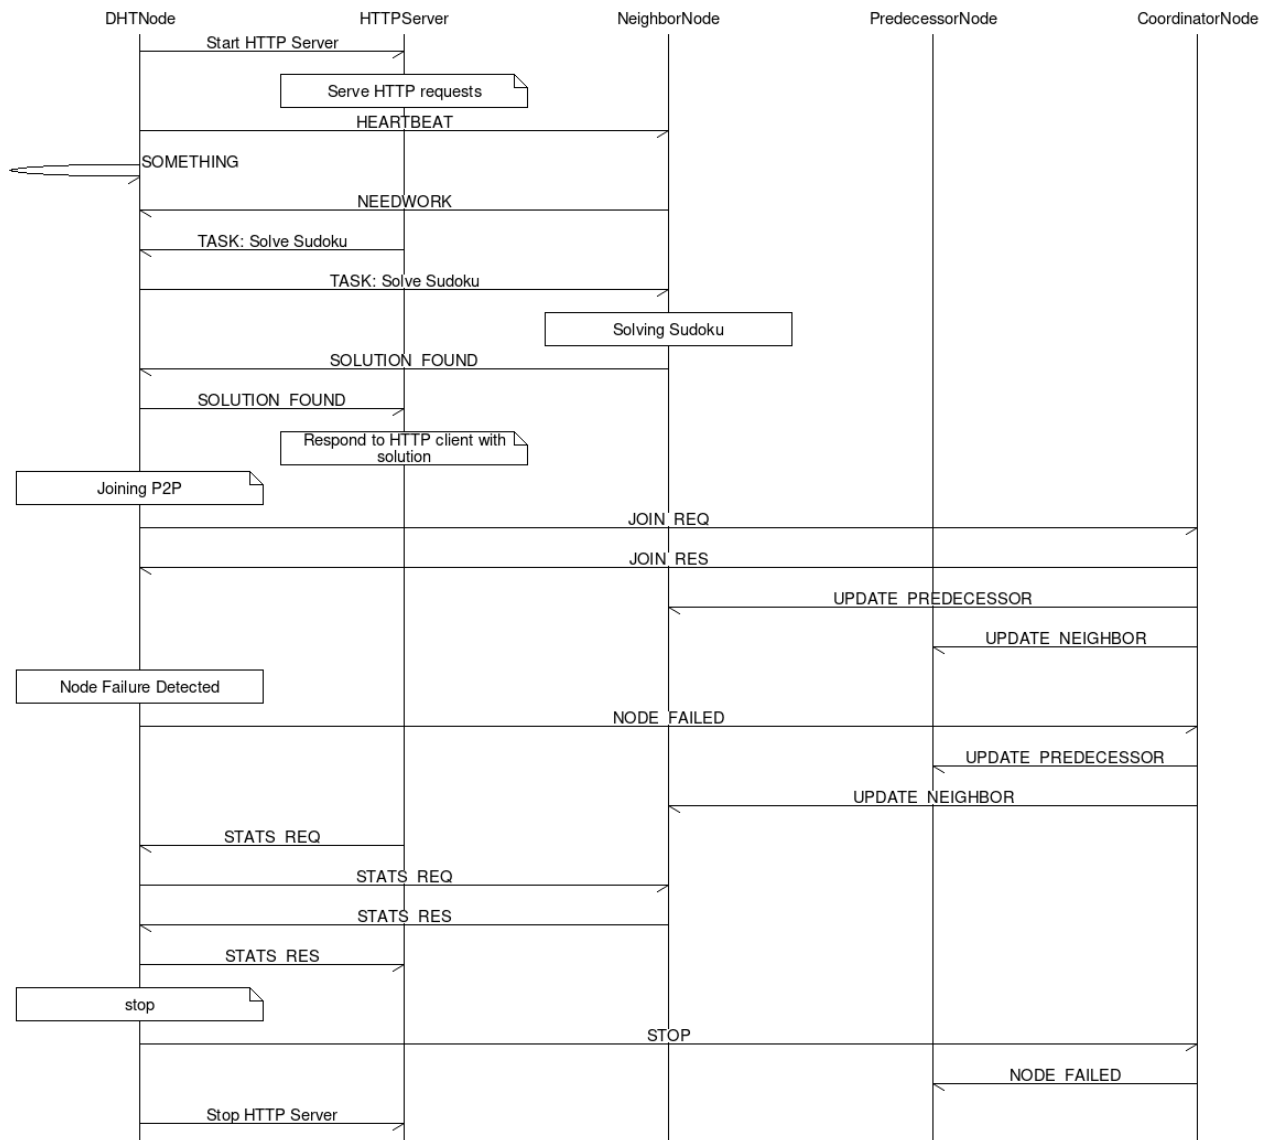 DHTNode HTTPServer NeighborNode PredecessorNode CoordinatorNode
Start HTTP Server
Serve HTTP requests
HEARTBEAT
SOMETHING
NEEDWORK
TASK: Solve Sudoku
TASK: Solve Sudoku
Solving Sudoku
SOLUTION_FOUND
SOLUTION_FOUND
Respond to HTTP client with
solution
Joining P2P
JOIN_REQ
JOIN_RES
UPDATE_PREDECESSOR
UPDATE_NEIGHBOR
Node Failure Detected
NODE_FAILED
UPDATE_PREDECESSOR
UPDATE_NEIGHBOR
STATS_REQ
STATS_REQ
STATS_RES
STATS_RES
stop
STOP
NODE_FAILED
Stop HTTP Server